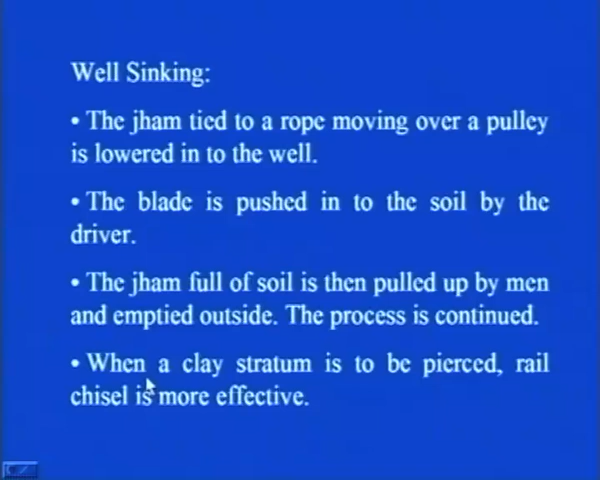 Well Sinking:
• The jham tied to a rope moving over a pulley
is lowered in to the well.
• The blade is pushed in to the soil by the
driver.
• The jham full of soil is then pulled up by men
and emptied outside. The process is continued.
• When a clay stratum is to be pierced, rail
chisel is more effective.